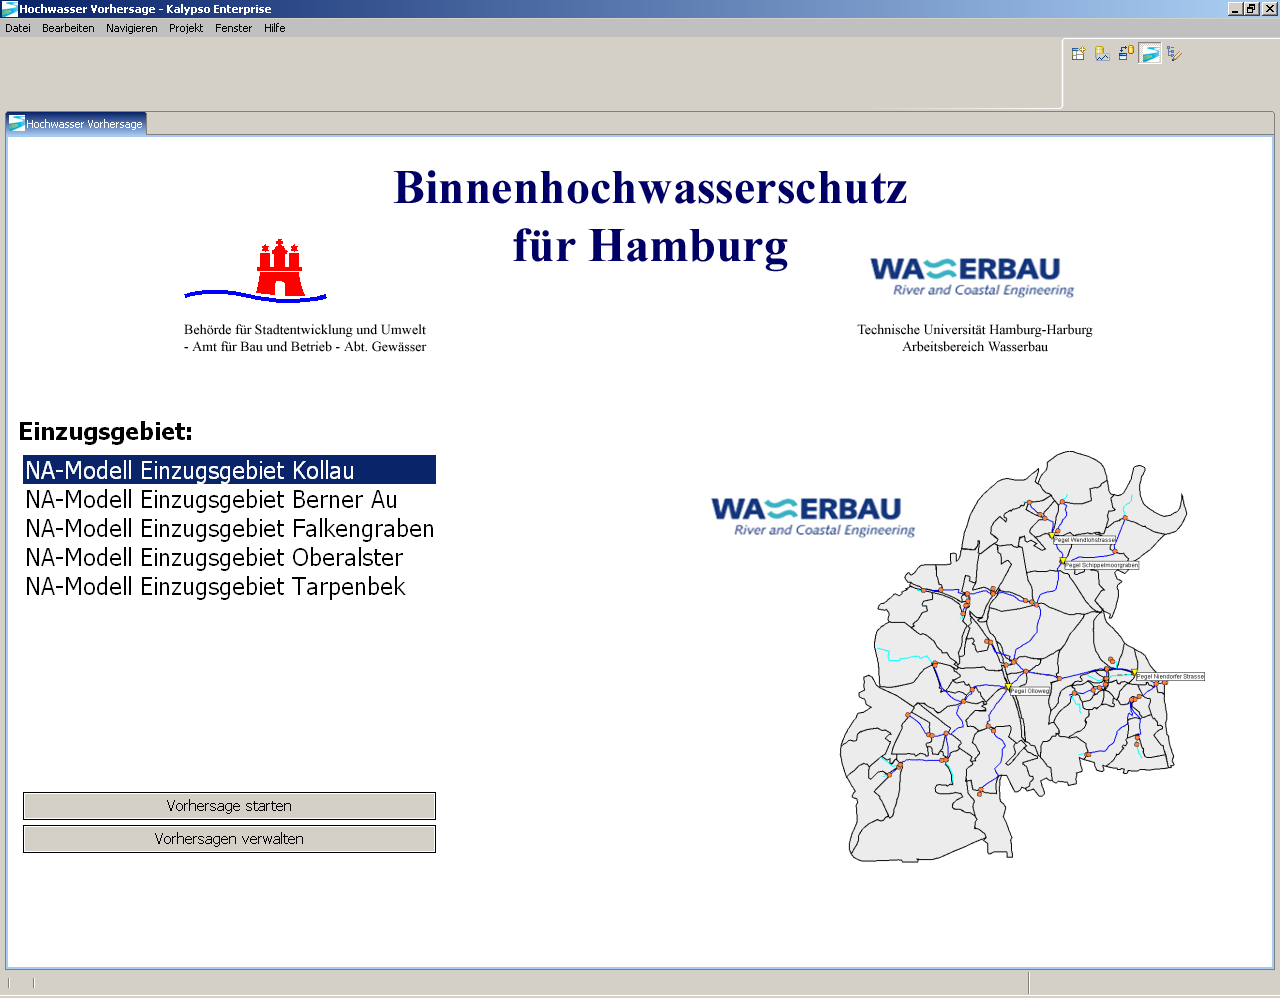 Hochwasser Vorhersage - Kalypso Enterprise
Datei Bearbeiten Navigieren Projekt Fenster Hilfe
Hochwasser Vorhersage
Binnenhochwasserschutz
für Hamburg
WASSERBAU
River and Coastal Engineering
Behörde für Stadtentwicklung und Umwelt
- Amt für Bau und Betrieb - Abt. Gewässer
Technische Universität Hamburg-Harburg
Arbeitsbereich Wasserbau
Einzugsgebiet:
NA-Modell Einzugsgebiet Kollau
NA-Modell Einzugsgebiet Berner Au
NA-Modell Einzugsgebiet Falkengraben
NA-Modell Einzugsgebiet Oberalster
NA-Modell Einzugsgebiet Tarpenbek
WASSERBAU
River and Coastal Engineering
Pegel Wendlohstrasse
Pegel Schippelmoorgraben
Pegel Niendorfer Strasse
Pegel Olloweg
Vorhersage starten
Vorhersagen verwalten